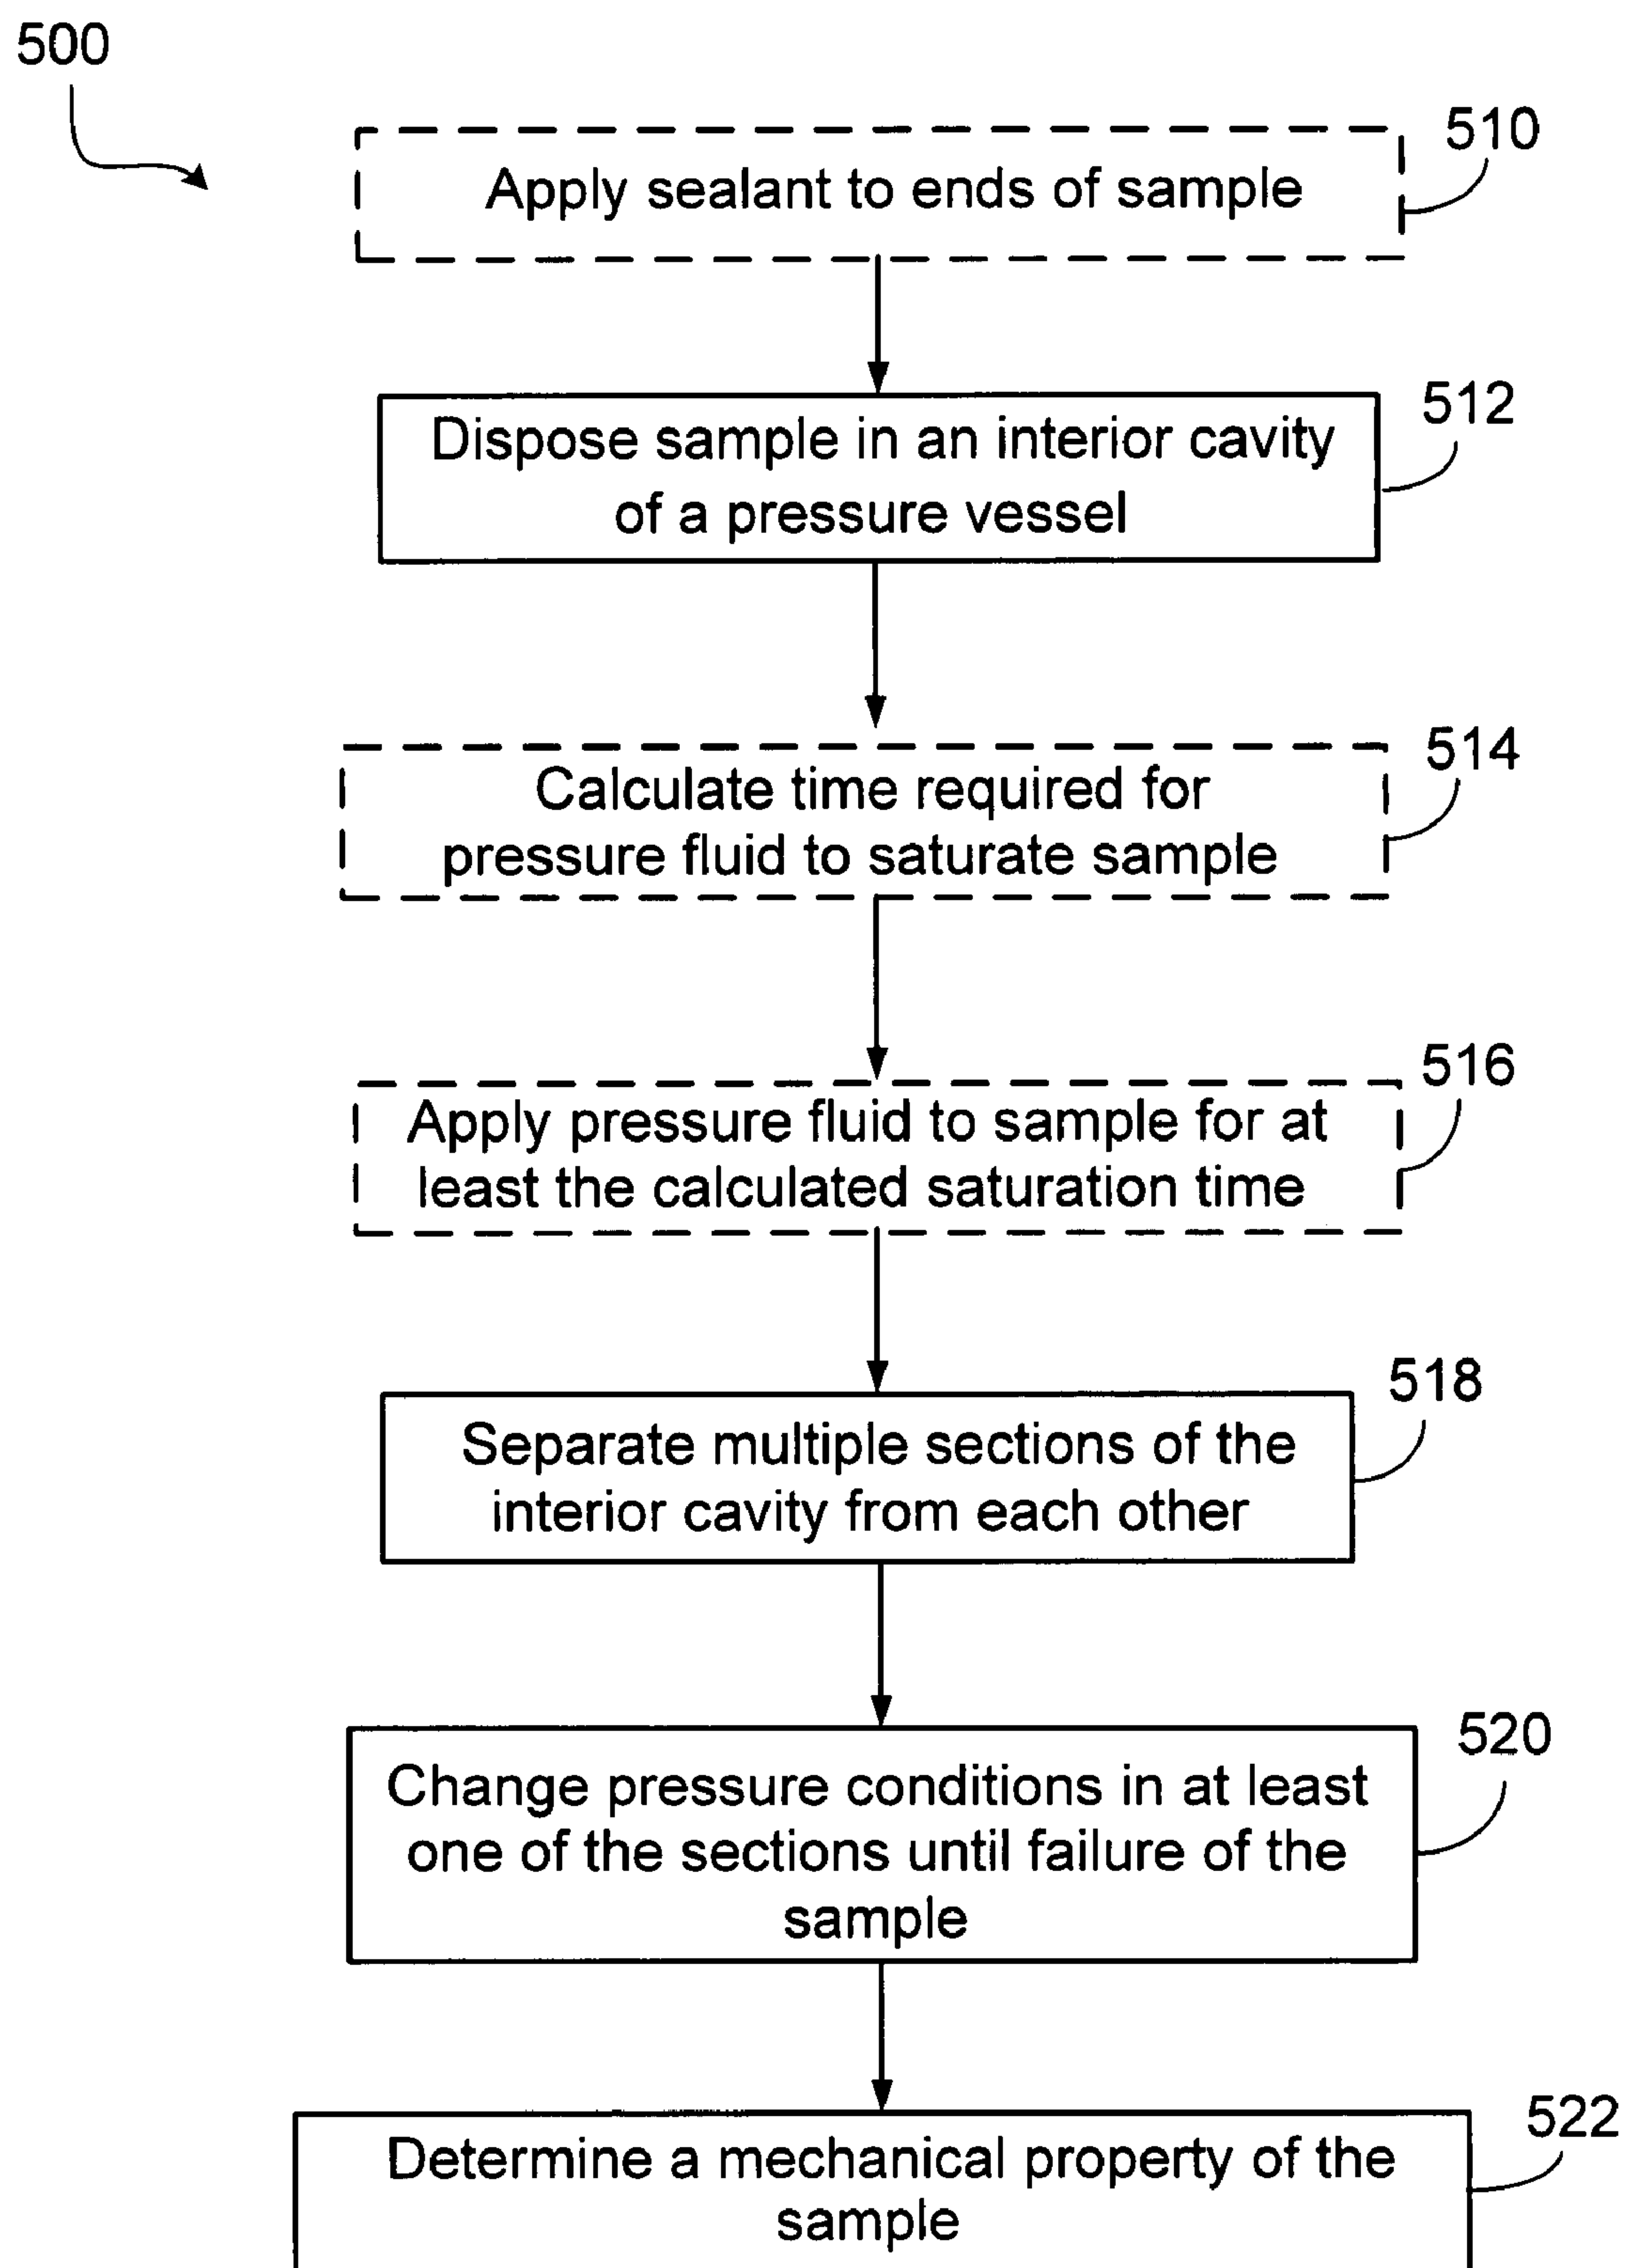 500
510
Apply sealant to ends of sample
512
Dispose sample in an interior cavity
of a pressure vessel
514
Calculate time required for
pressure fluid to saturate sample
516
Apply pressure fluid to sample for at
least the calculated saturation time
518
Separate multiple sections of the
interior cavity from each other
520
Change pressure conditions in at least
one of the sections until failure of the
sample
522
Determine a mechanical property of the
sample